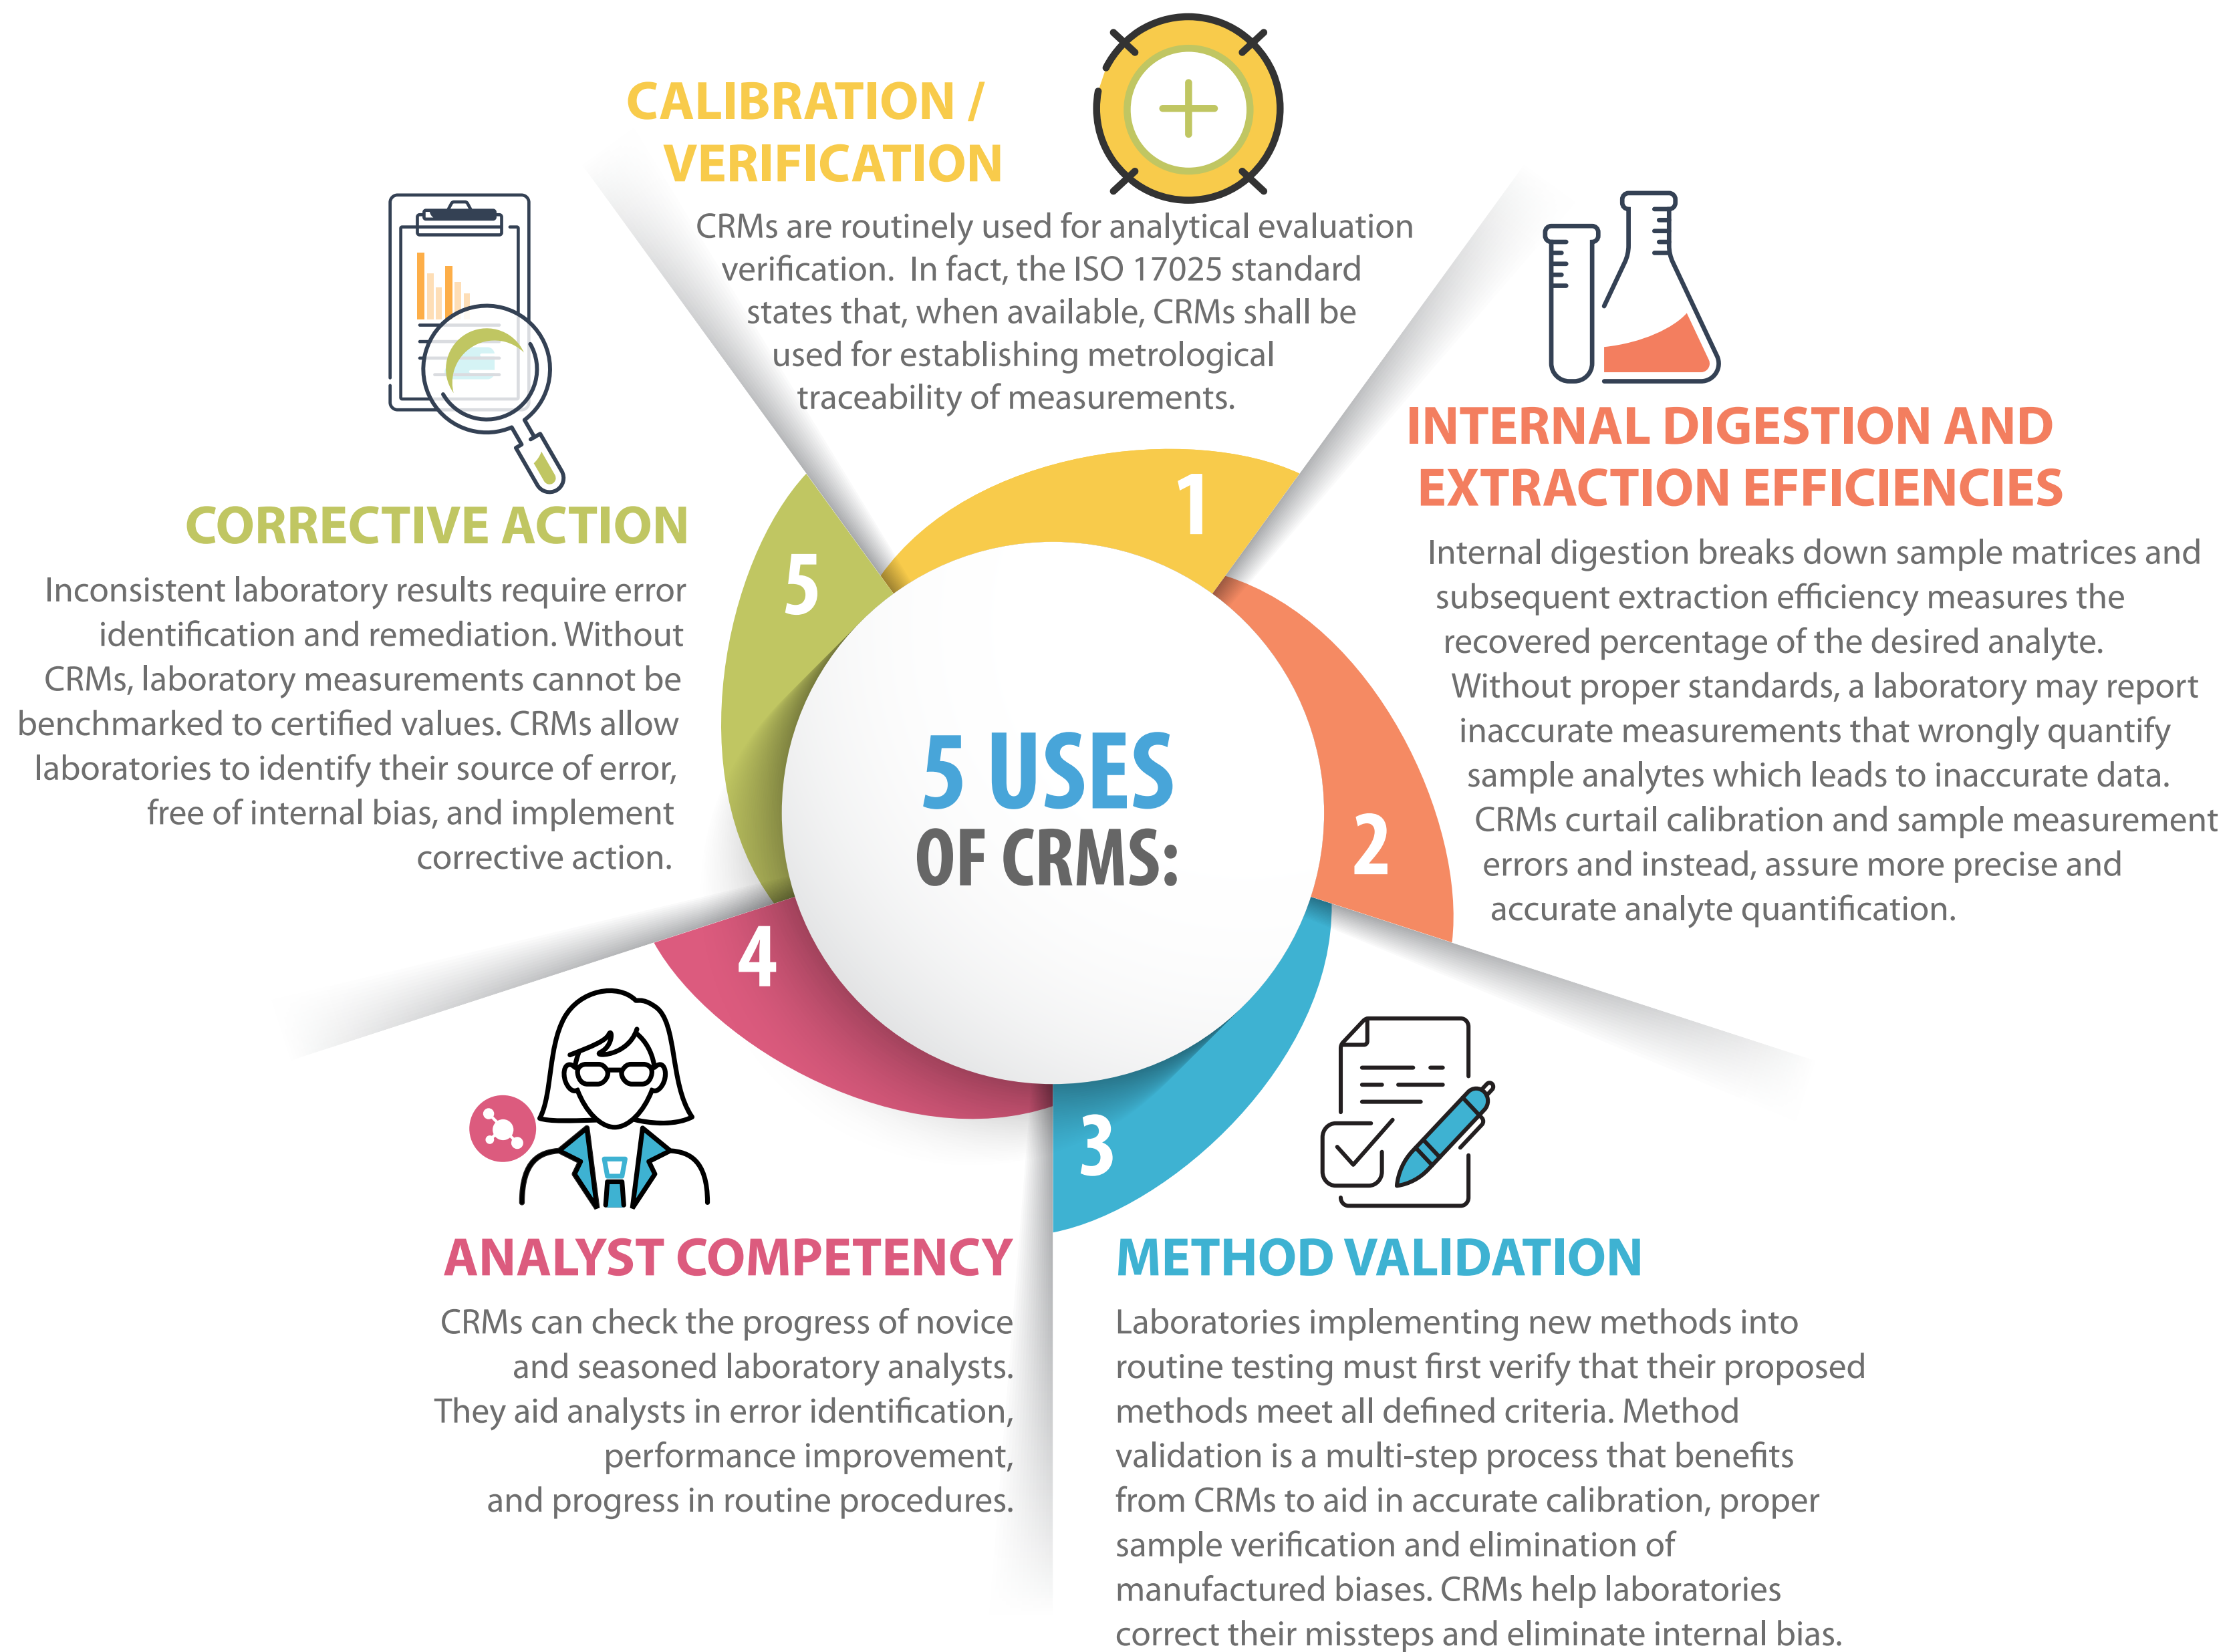 5 USES
OF CRMS:
1
CALIBRATION /
VERIFICATION
CRMs are routinely used for analytical evaluation
verification.  In fact, the ISO 17025 standard
states that, when available, CRMs shall be
used for establishing metrological
traceability of measurements.
2
INTERNAL DIGESTION AND
EXTRACTION EFFICIENCIES
Internal digestion breaks down sample matrices and
subsequent extraction efficiency measures the
recovered percentage of the desired analyte.
Without proper standards, a laboratory may report
inaccurate measurements that wrongly quantify
sample analytes which leads to inaccurate data.
CRMs curtail calibration and sample measurement
errors and instead, assure more precise and
accurate analyte quantification.
3
METHOD VALIDATION
Laboratories implementing new methods into
routine testing must first verify that their proposed
methods meet all defined criteria. Method
validation is a multi-step process that benefits
from CRMs to aid in accurate calibration, proper
sample verification and elimination of
manufactured biases. CRMs help laboratories
correct their missteps and eliminate internal bias.
4
ANALYST COMPETENCY
CRMs can check the progress of novice
and seasoned laboratory analysts.
They aid analysts in error identification,
performance improvement,
and progress in routine procedures.
5
CORRECTIVE ACTION
Inconsistent laboratory results require error
identification and remediation. Without
CRMs, laboratory measurements cannot be
benchmarked to certified values. CRMs allow
laboratories to identify their source of error,
free of internal bias, and implement
corrective action.